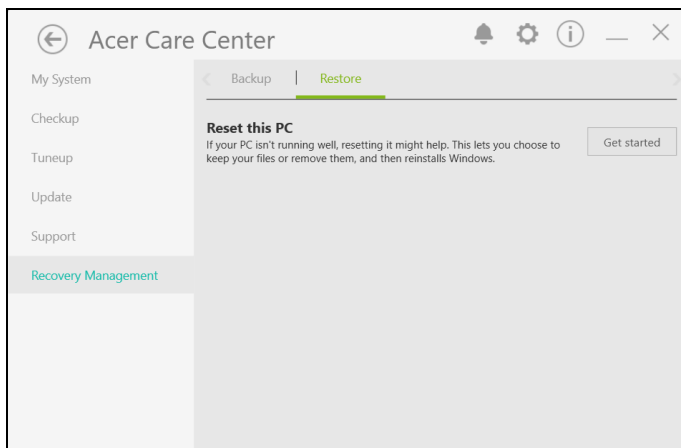 Acer Care Center
My System
Checkup
Tuneup
Update
Support
Recovery Management
Backup
Restore
Reset this PC
If your PC isn't running well, resetting it might help. This lets you choose to
keep your files or remove them, and then reinstalls Windows.
Get started